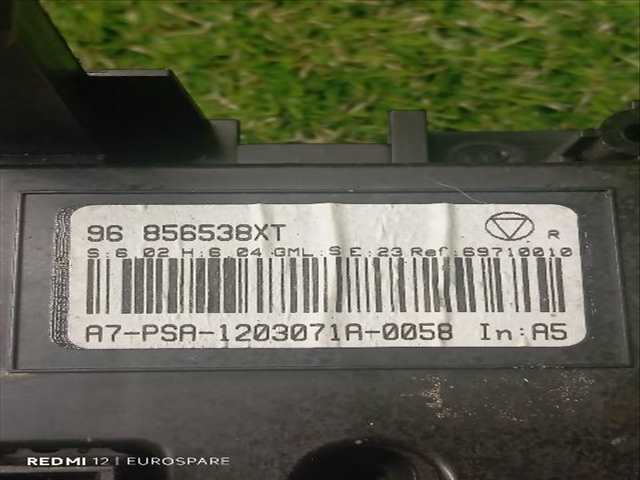 96 856538XT
R
S:6.02 H:6.04 GML:S E:23 Ref:69710010
A7-PSA-1203071A-0058 In:A5
REDMI 12 | EUROSPARE